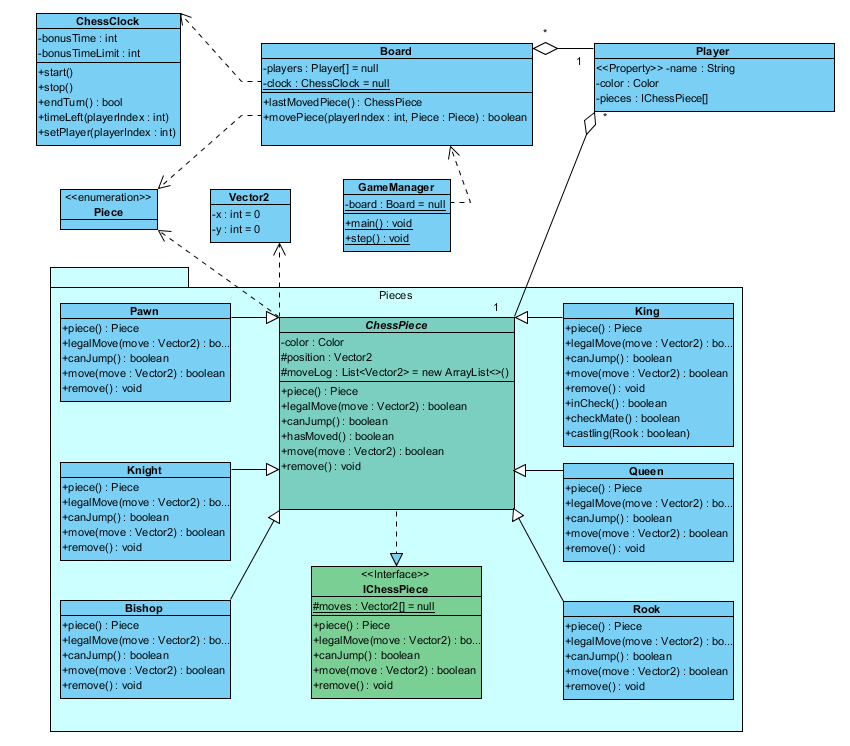 ChessClock
-bonusTime : int
-bonusTimeLimit : int
+start()
+stop()
+endTurn() : bool
+timeLeft(playerIndex : int)
+setPlayer(playerIndex : int)
Board
-players : Player[] = null
-clock : ChessClock = null
+lastMovedPiece() : ChessPiece
+movePiece(playerIndex : int, Piece : Piece) : boolean
*
1
Player
<<Property>> -name : String
-color : Color
-pieces : IChessPiece[]
*
<<enumeration>>
Piece
Vector2
-x : int = 0
-y : int = 0
GameManager
-board : Board = null
+main() : void
+step() : void
Pieces
1
Pawn
+piece() : Piece
+legalMove(move : Vector2) : bo...
+canJump() : boolean
+move(move : Vector2) : boolean
+remove() : void
ChessPiece
-color : Color
#position : Vector2
#moveLog : List<Vector2> = new ArrayList<>()
+piece() : Piece
+legalMove(move : Vector2) : boolean
+canJump() : boolean
+hasMoved() : boolean
+move(move : Vector2) : boolean
+remove() : void
King
+piece() : Piece
+legalMove(move : Vector2) : bo...
+canJump() : boolean
+move(move : Vector2) : boolean
+remove() : void
+inCheck() : boolean
+checkMate() : boolean
+castling(Rook : boolean)
Knight
+piece() : Piece
+legalMove(move : Vector2) : bo...
+canJump() : boolean
+move(move : Vector2) : boolean
+remove() : void
Queen
+piece() : Piece
+legalMove(move : Vector2) : bo...
+canJump() : boolean
+move(move : Vector2) : boolean
+remove() : void
Bishop
+piece() : Piece
+legalMove(move : Vector2) : bo...
+canJump() : boolean
+move(move : Vector2) : boolean
+remove() : void
<<Interface>>
IChessPiece
#moves : Vector2[] = null
+piece() : Piece
+legalMove(move : Vector2) : bo...
+canJump() : boolean
+move(move : Vector2) : boolean
+remove() : void
Rook
+piece() : Piece
+legalMove(move : Vector2) : bo...
+canJump() : boolean
+move(move : Vector2) : boolean
+remove() : void